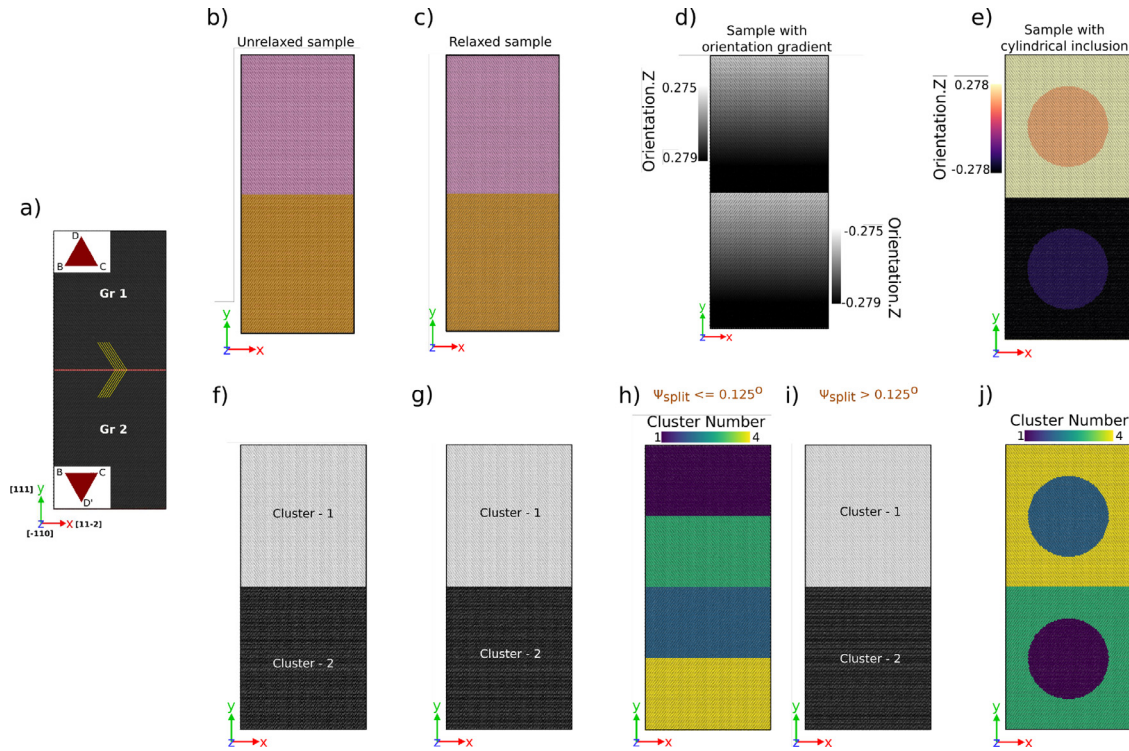 b)
Unrelaxed sample
y
z
x
c)
Relaxed sample
y
z
x
d)
Sample with
orientation gradient
Orientation.Z
0.275
0.279
-0.275
-0.279
Orientation.Z
y
z
x
e)
Sample with
cylindrical inclusion
Orientation.Z
0.278
-0.278
y
z
x
a)
D
B C
Gr 1
Gr 2
B C
D'
[111] y
z x [11-2]
[-110]
f)
Cluster - 1
Cluster - 2
y
z x
g)
Cluster - 1
Cluster - 2
y
z x
h)
Ψsplit <= 0.125o
Cluster Number
1 4
y
z x
i)
Ψsplit > 0.125o
Cluster - 1
Cluster - 2
y
z x
j)
Cluster Number
1 4
y
z x